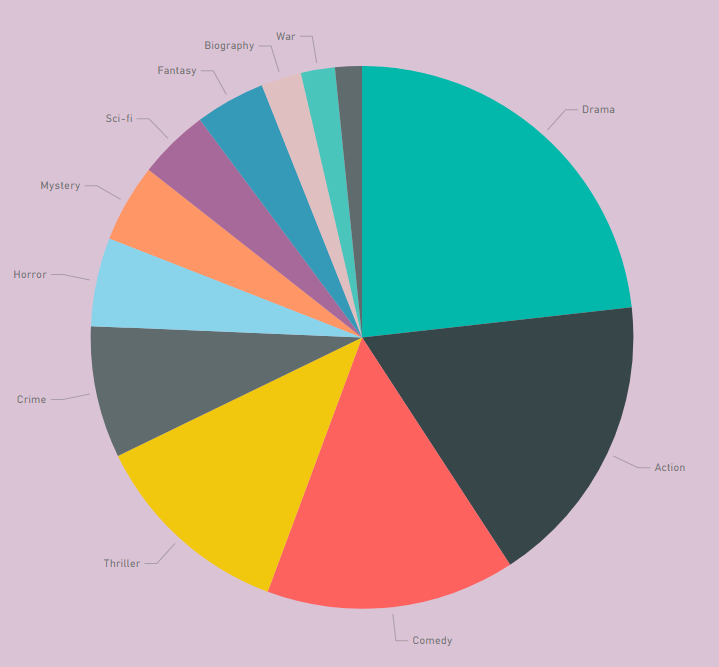 War
Biography
Fantasy
Drama
Sci-fi
Mystery
Horror
Crime
Action
Thriller
Comedy